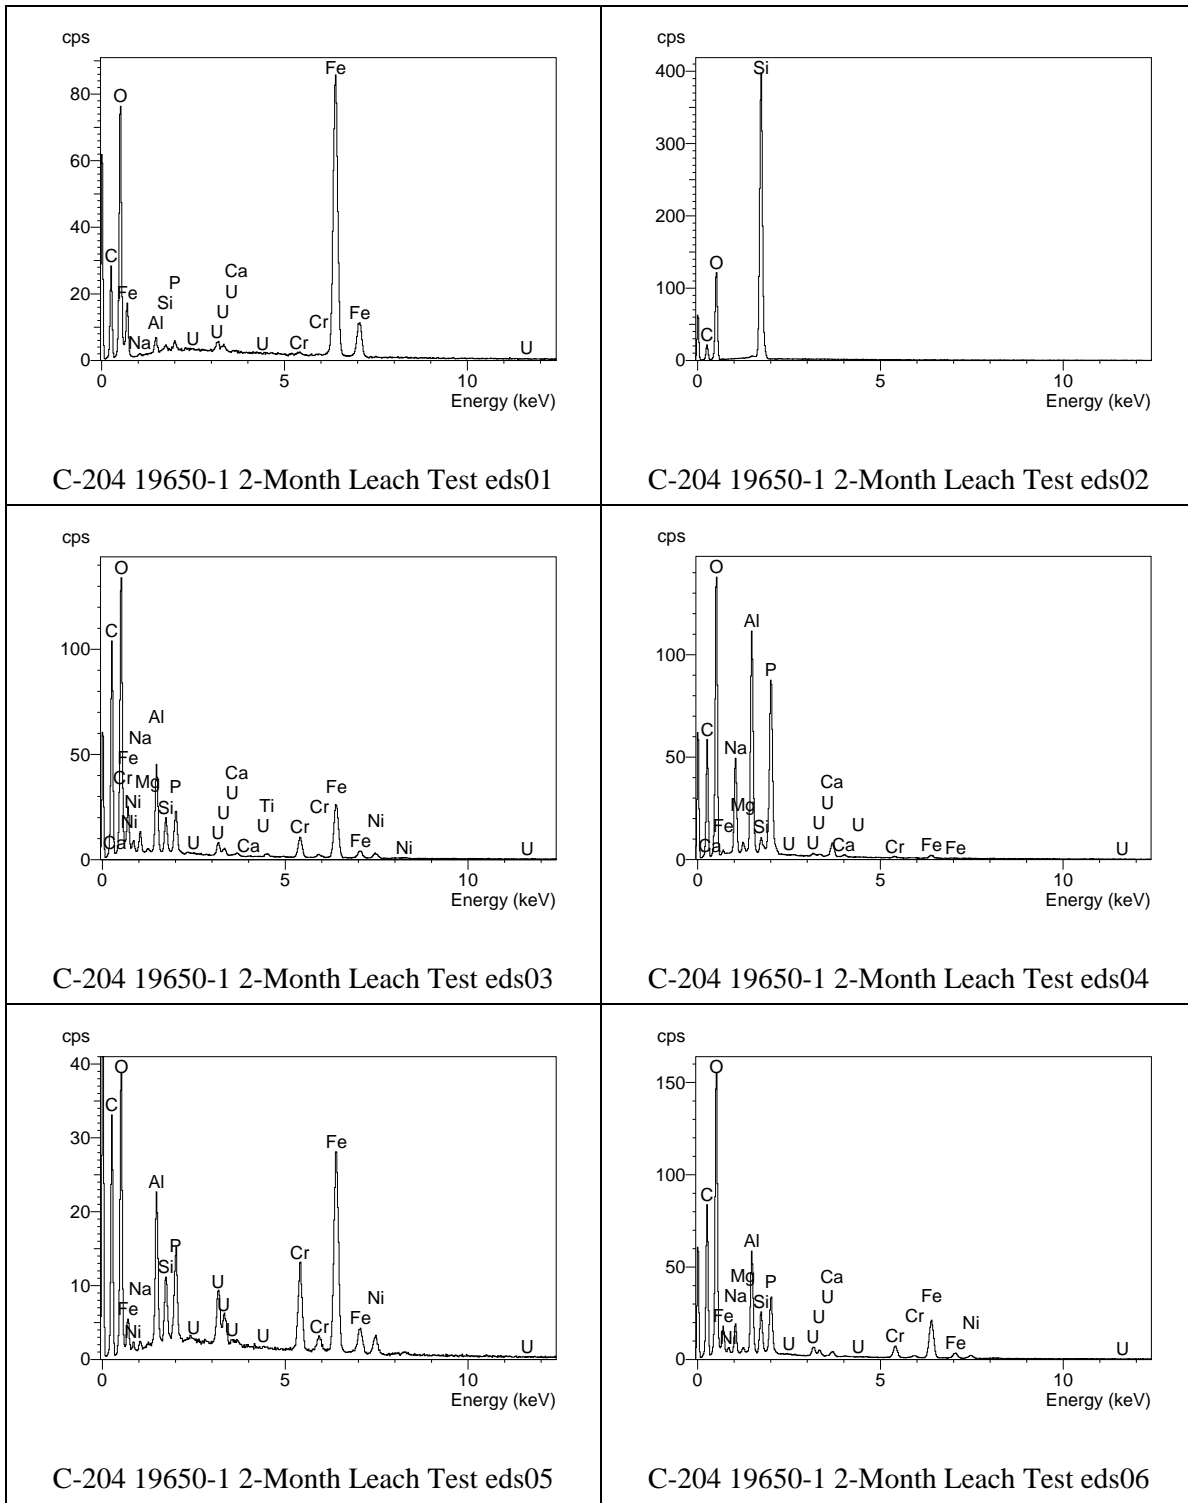 cps
80
60
40
20
0
O
C
Fe
Na
Al
Si
P
U
U
U
U
Ca
U
Cr
Cr
Fe
Fe
U
0 5 10
Energy (keV)
C-204 19650-1 2-Month Leach Test eds01
cps
400
300
200
100
0
C
O
Si
0 5 10
Energy (keV)
C-204 19650-1 2-Month Leach Test eds02
cps
100
50
0
O
C
Na
Fe
Cr
Ni
Ni
Ca
Mg
Al
Si
P
U
U
U
U
Ca
Ca
Ti
U
Cr
Cr
Fe
Fe
Ni
Ni
U
0 5 10
Energy (keV)
C-204 19650-1 2-Month Leach Test eds03
cps
100
50
0
O
C
Ca
Fe
Na
Mg
Al
Si
P
U
U
U
U
Ca
Ca
U
Cr
Fe
Fe
U
0 5 10
Energy (keV)
C-204 19650-1 2-Month Leach Test eds04
cps
40
30
20
10
0
O
C
Fe
Na
Ni
Al
Si
P
U
U
U
U
U
Cr
Cr
Fe
Fe
Ni
U
0 5 10
Energy (keV)
C-204 19650-1 2-Month Leach Test eds05
cps
150
100
50
0
O
C
Fe
Ni
Na
Mg
Al
Si
P
U
U
U
U
Ca
U
Cr
Cr
Fe
Fe
Ni
U
0 5 10
Energy (keV)
C-204 19650-1 2-Month Leach Test eds06